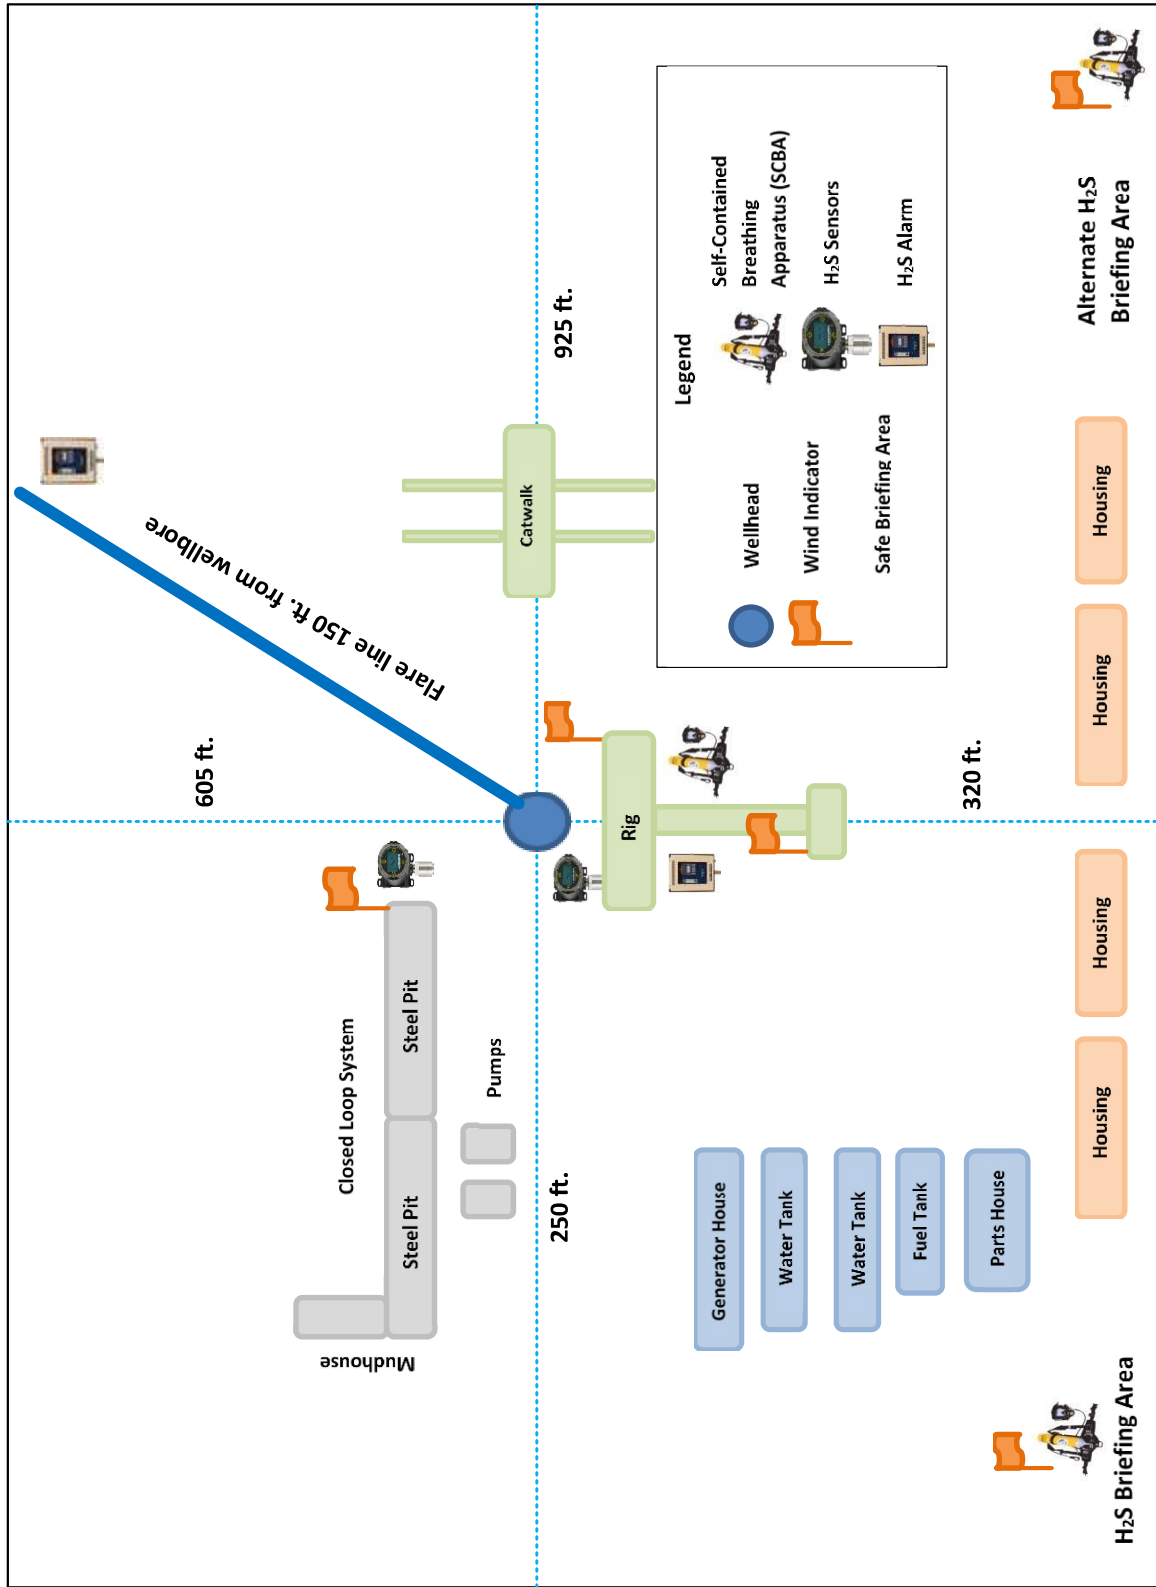 Mudhouse
Closed Loop System
Steel Pit
Steel Pit
Pumps
605 ft.
Flare line 150 ft. from wellbore
250 ft.
925 ft.
Catwalk
Rig
Generator House
Water Tank
Water Tank
Fuel Tank
Parts House
320 ft.
Legend
Wellhead
Wind Indicator
Safe Briefing Area
Self-Contained
Breathing
Apparatus (SCBA)
H₂S Sensors
H₂S Alarm
Housing
Housing
Housing
Housing
H₂S Briefing Area
Alternate H₂S
Briefing Area